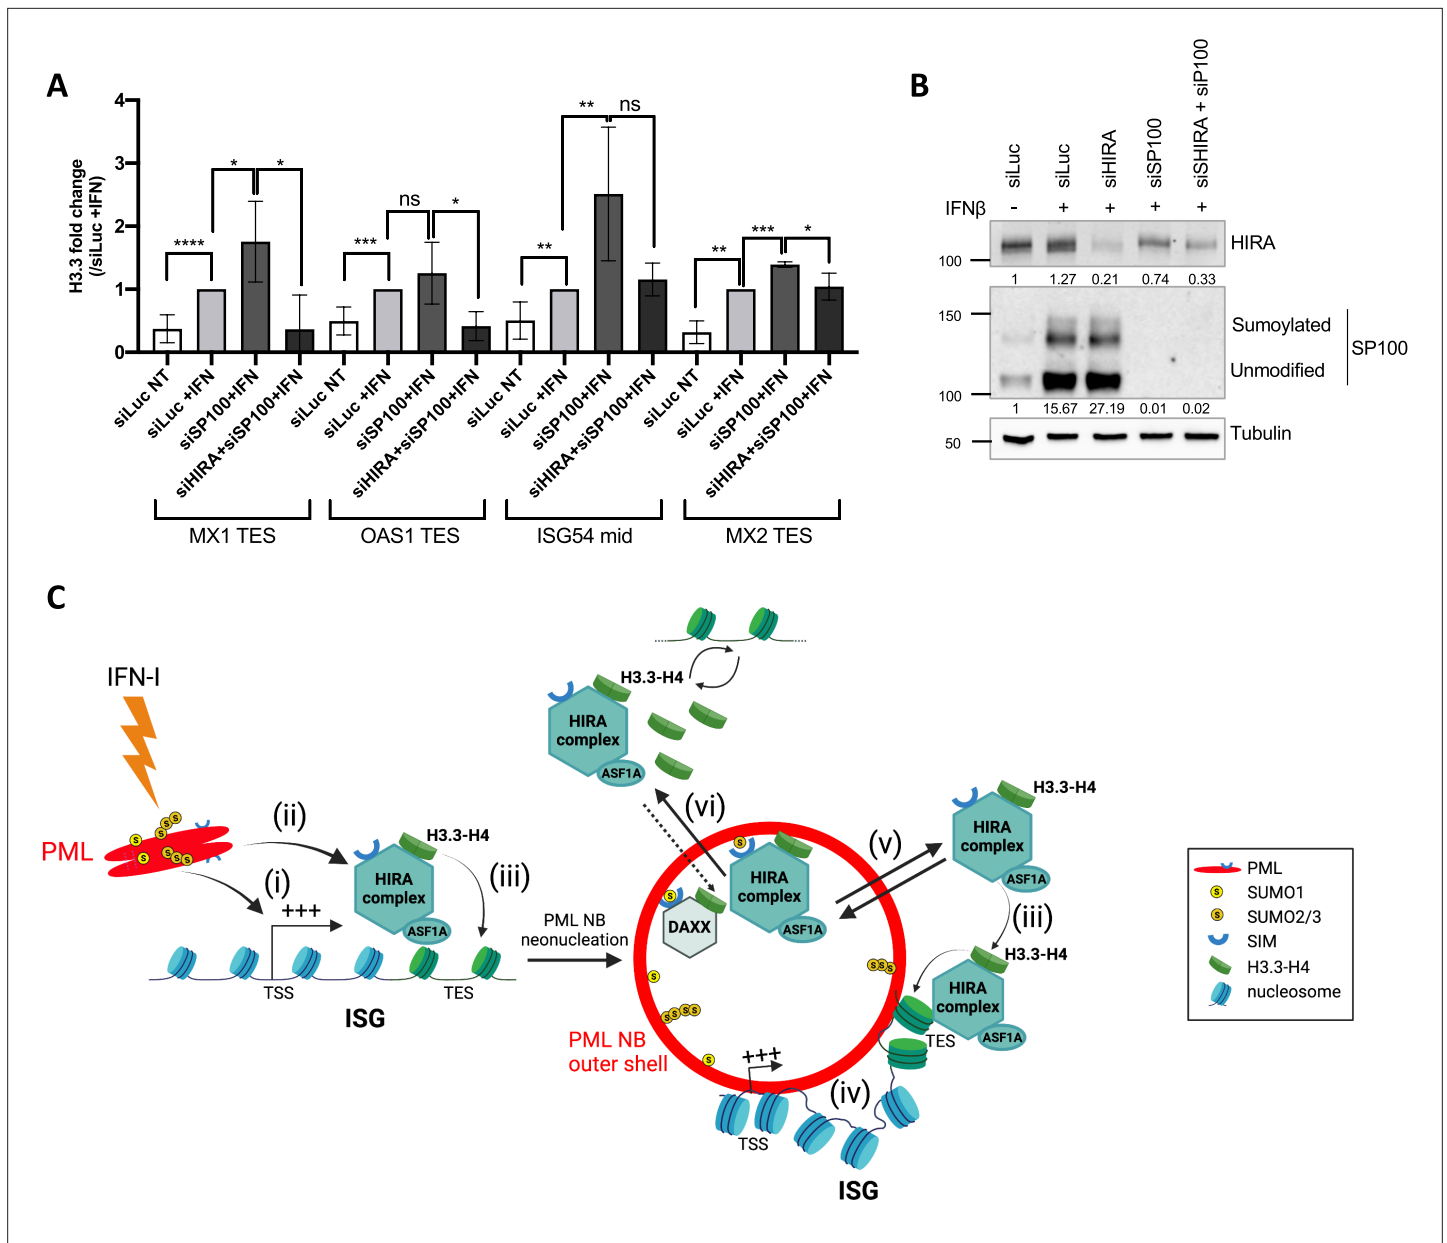 A
H3.3 fold change
(/siLuc +IFN)
4
3
2
1
0
****
*
*
***
ns
*
**
**
ns
**
***
*
siLuc NT
siLuc +IFN
siSP100+IFN
siHIRA+siSP100+IFN
siLuc NT
siLuc +IFN
siSP100+IFN
siHIRA+siSP100+IFN
siLuc NT
siLuc +IFN
siSP100+IFN
siHIRA+siSP100+IFN
siLuc NT
siLuc +IFN
siSP100+IFN
siHIRA+siSP100+IFN
MX1 TES
OAS1 TES
ISG54 mid
MX2 TES
B
siLuc
siLuc
siHIRA
siSP100
siSHIRA + siP100
IFNβ - + + + +
100
HIRA
1 1.27 0.21 0.74 0.33
150
Sumoylated
Unmodified
SP100
100
1 15.67 27.19 0.01 0.02
50
Tubulin
C
IFN-I
PML
S S S S S S S S
(ii)
(i)
+++
HIRA
complex
ASF1A
H3.3-H4
(iii)
TSS
TES
ISG
PML NB
neonucleation
H3.3-H4
HIRA
complex
ASF1A
(vi)
S
HIRA
complex
ASF1A
S
DAXX
(v)
H3.3-H4
HIRA
complex
ASF1A
(iii)
H3.3-H4
HIRA
complex
ASF1A
S S S
S
S S S S
S
PML NB
outer shell
+++
TES
(iv)
TSS
ISG
PML
S SUMO1
S SUMO2/3
SIM
H3.3-H4
nucleosome